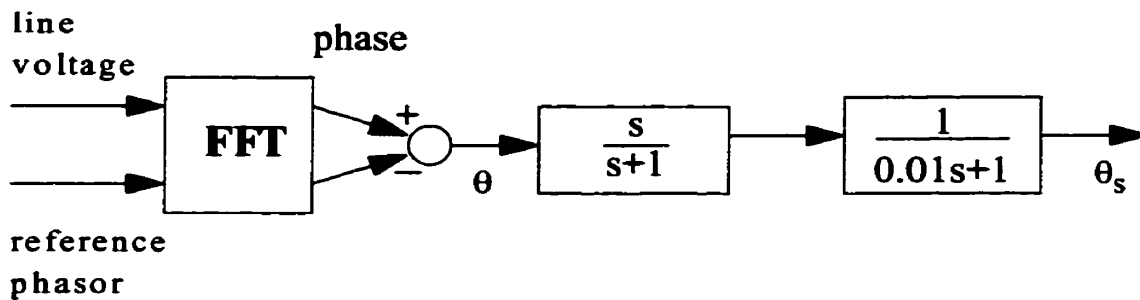 line
voltage
phase
FFT
+
−
θ
s
s+1
1
0.01s+1
θs
reference
phasor